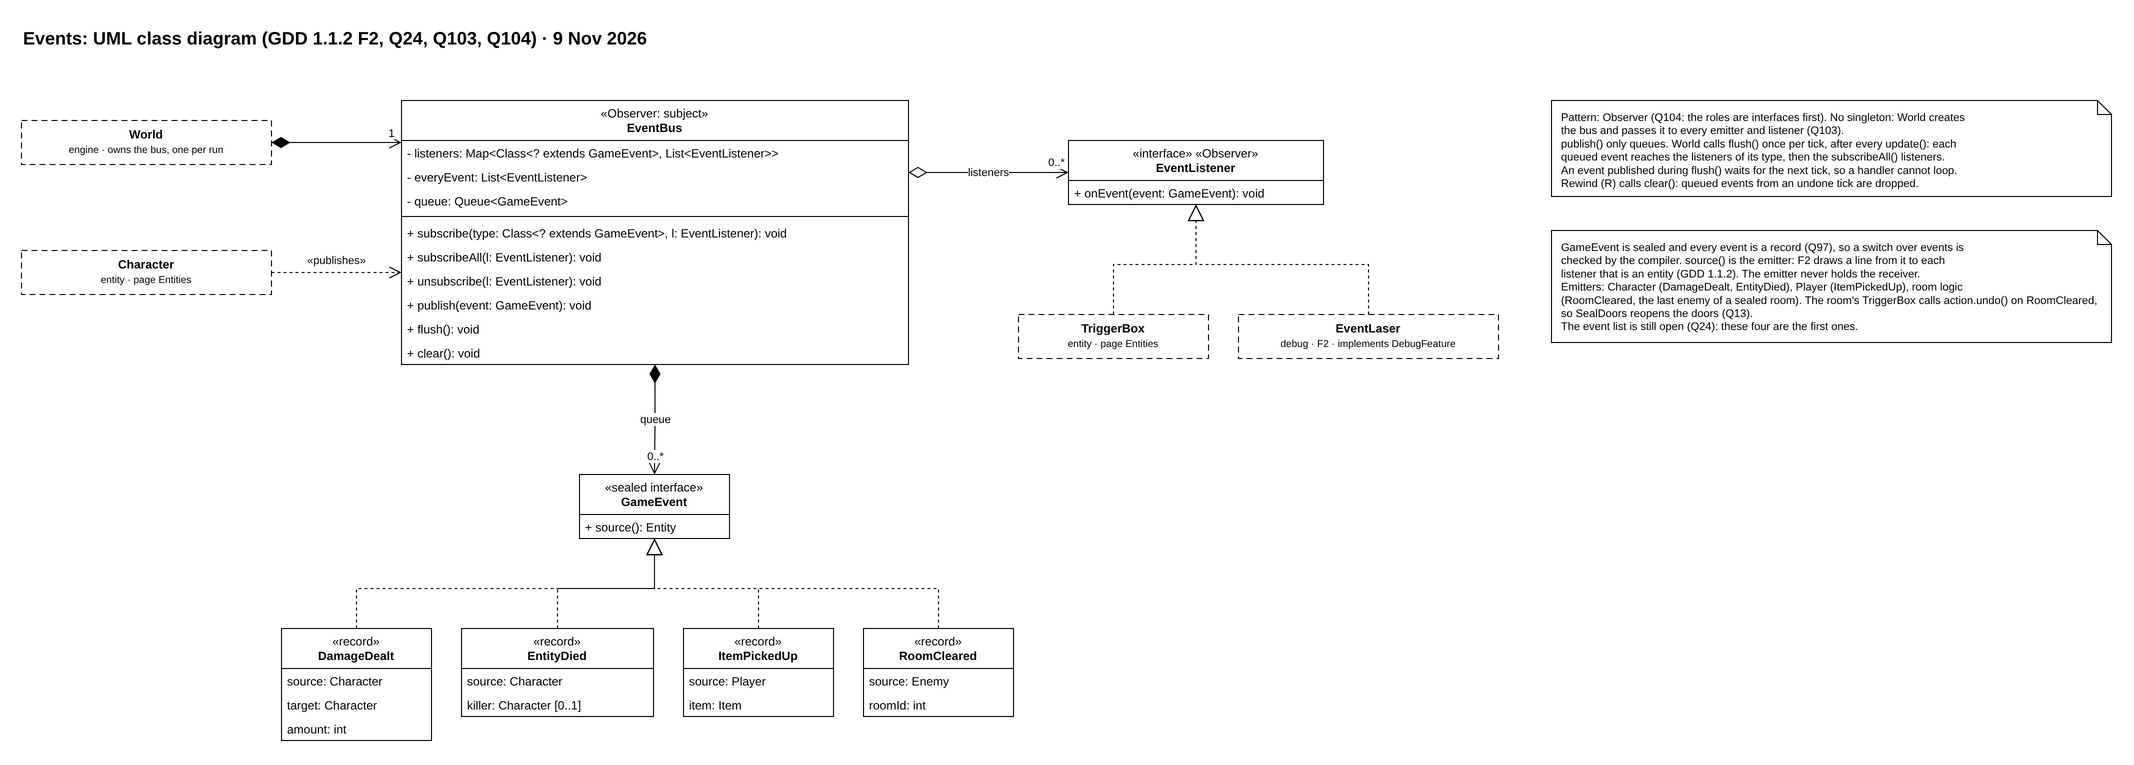 Events: UML class diagram (GDD 1.1.2 F2, Q24, Q103, Q104) · 9 Nov 2026
World
engine · owns the bus, one per run
1
«Observer: subject»
EventBus
- listeners: Map<Class<? extends GameEvent>, List<EventListener>>
- everyEvent: List<EventListener>
- queue: Queue<GameEvent>
+ subscribe(type: Class<? extends GameEvent>, l: EventListener): void
+ subscribeAll(l: EventListener): void
+ unsubscribe(l: EventListener): void
+ publish(event: GameEvent): void
+ flush(): void
+ clear(): void
Character
entity · page Entities
«publishes»
listeners
0..*
«interface» «Observer»
EventListener
+ onEvent(event: GameEvent): void
TriggerBox
entity · page Entities
EventLaser
debug · F2 · implements DebugFeature
Pattern: Observer (Q104: the roles are interfaces first). No singleton: World creates
the bus and passes it to every emitter and listener (Q103).
publish() only queues. World calls flush() once per tick, after every update(): each
queued event reaches the listeners of its type, then the subscribeAll() listeners.
An event published during flush() waits for the next tick, so a handler cannot loop.
Rewind (R) calls clear(): queued events from an undone tick are dropped.
GameEvent is sealed and every event is a record (Q97), so a switch over events is
checked by the compiler. source() is the emitter: F2 draws a line from it to each
listener that is an entity (GDD 1.1.2). The emitter never holds the receiver.
Emitters: Character (DamageDealt, EntityDied), Player (ItemPickedUp), room logic
(RoomCleared, the last enemy of a sealed room). The room's TriggerBox calls action.undo() on RoomCleared,
so SealDoors reopens the doors (Q13).
The event list is still open (Q24): these four are the first ones.
queue
0..*
«sealed interface»
GameEvent
+ source(): Entity
«record»
DamageDealt
source: Character
target: Character
amount: int
«record»
EntityDied
source: Character
killer: Character [0..1]
«record»
ItemPickedUp
source: Player
item: Item
«record»
RoomCleared
source: Enemy
roomId: int